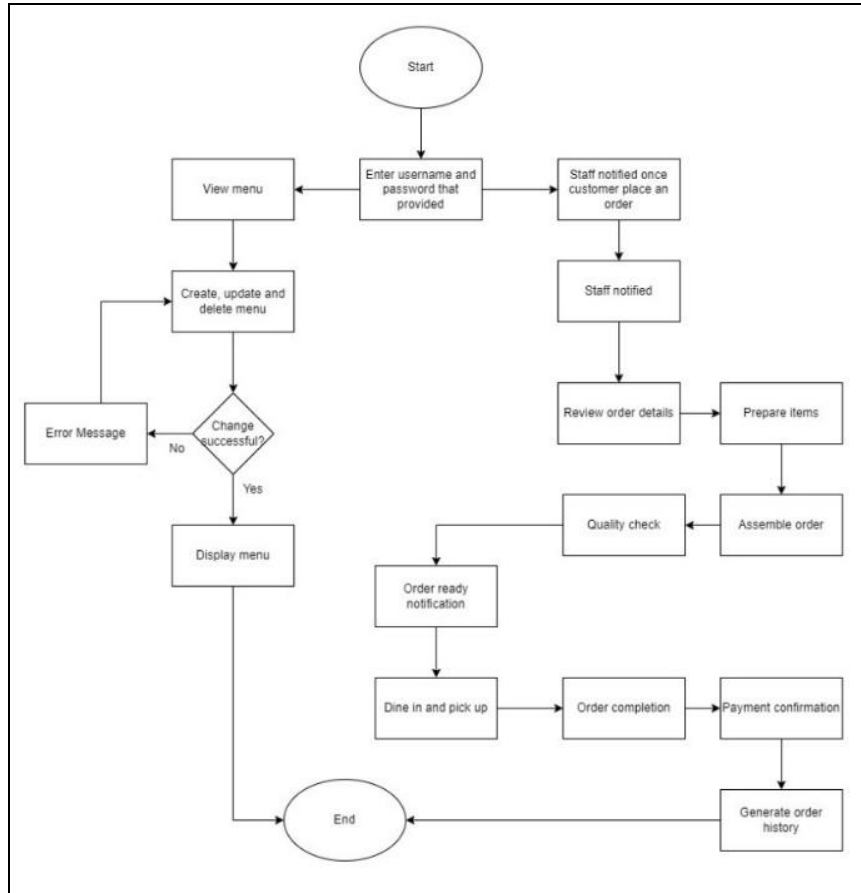 Start
View menu
Enter username and
password that
provided
Staff notified once
customer place an
order
Create, update and
delete menu
Staff notified
Error Message
No
Change
successful?
Yes
Review order details
Prepare items
Display menu
Quality check
Assemble order
Order ready
notification
Dine in and pick up
Order completion
Payment confirmation
End
Generate order
history